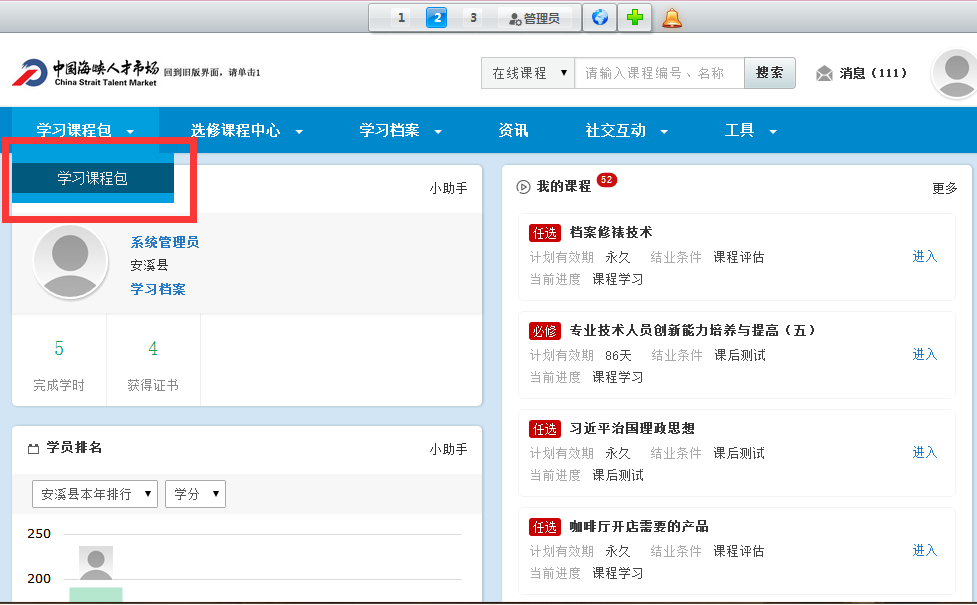 1 2 3 管理员
中国海峡人才市场
China Strait Talent Market
回到旧版界面，请单击1
在线课程 请输入课程编号、名称 搜索
消息（111）
学习课程包 选修课程中心 学习档案 资讯 社交互动 工具
学习课程包
小助手
系统管理员
安溪县
学习档案
5 4
完成学时 获得证书
学员排名 小助手
安溪县本年排行 学分
250
200
我的课程 52 更多
任选 档案修裱技术
计划有效期 永久 结业条件 课程评估 进入
当前进度 课程学习
必修 专业技术人员创新能力培养与提高（五）
计划有效期 86天 结业条件 课后测试 进入
当前进度 课程学习
任选 习近平治国理政思想
计划有效期 永久 结业条件 课后测试 进入
当前进度 课后测试
任选 咖啡厅开店需要的产品
计划有效期 永久 结业条件 课程评估 进入
当前进度 课程学习